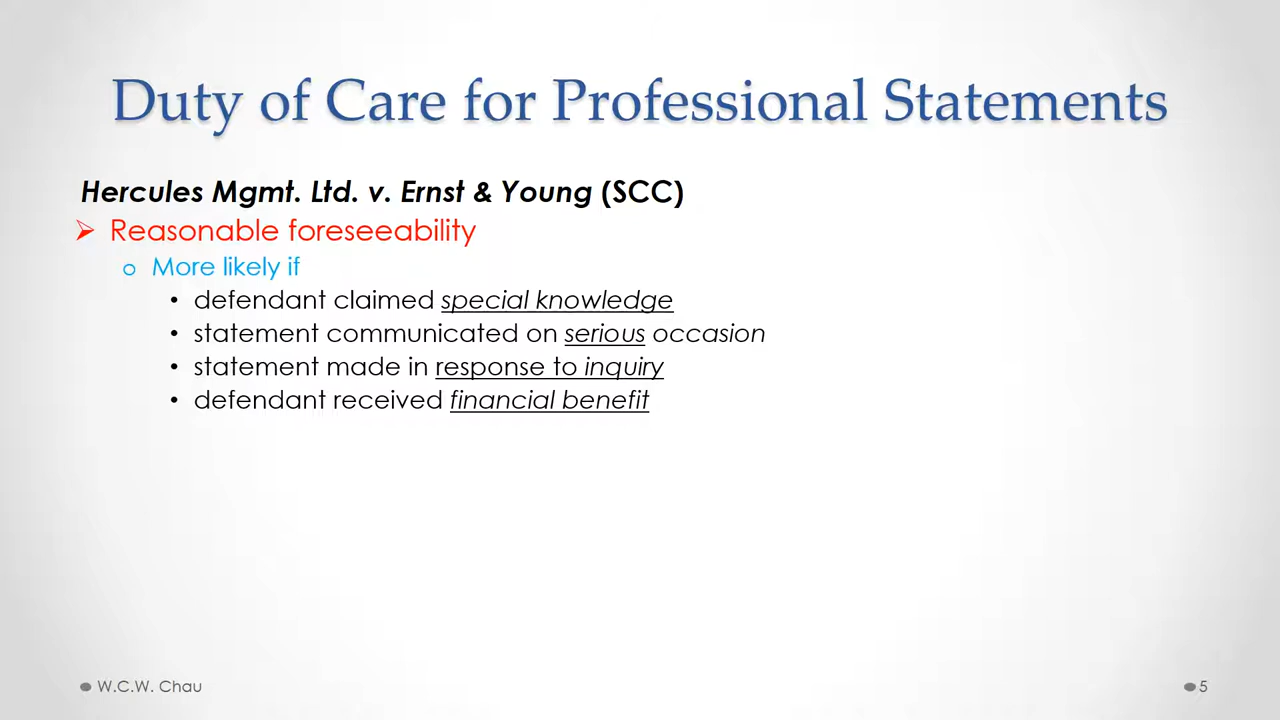 Duty of Care for Professional Statements
Hercules Mgmt. Ltd. v. Ernst & Young (SCC)
➢ Reasonable foreseeability
o More likely if
• defendant claimed special knowledge
• statement communicated on serious occasion
• statement made in response to inquiry
• defendant received financial benefit
W.C.W. Chau
5